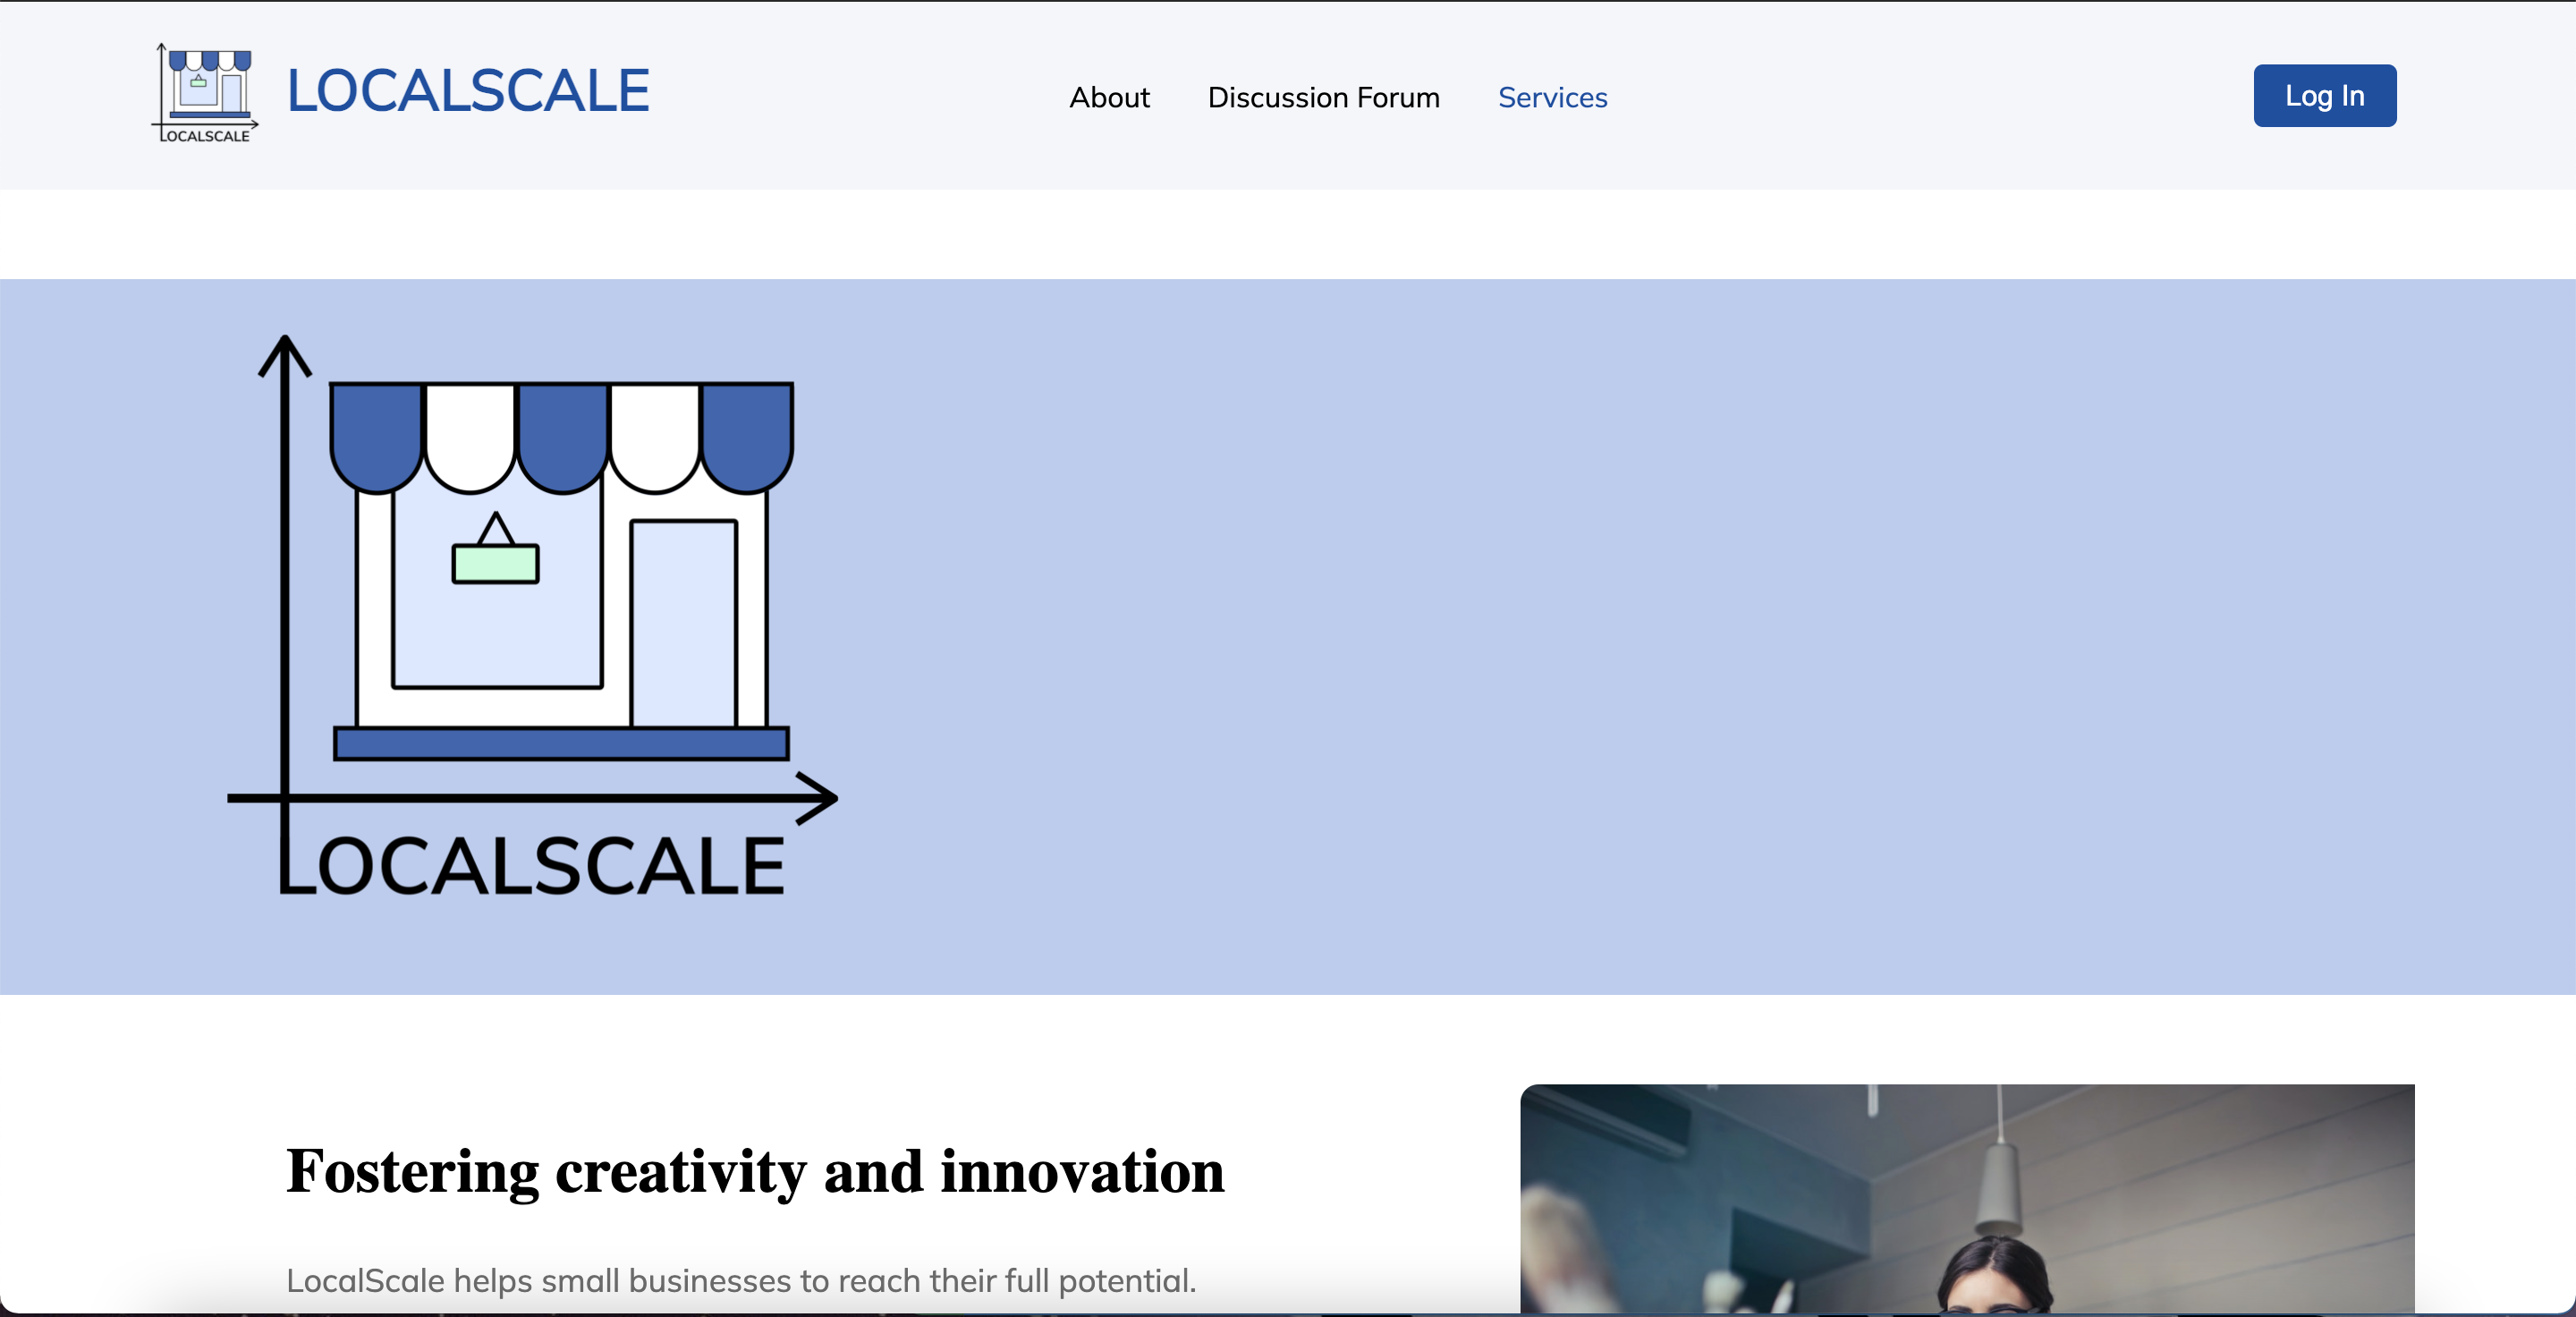 LOCALSCALE
LOCALSCALE
About
Discussion Forum
Services
Log In
LOCALSCALE
Fostering creativity and innovation
LocalScale helps small businesses to reach their full potential.